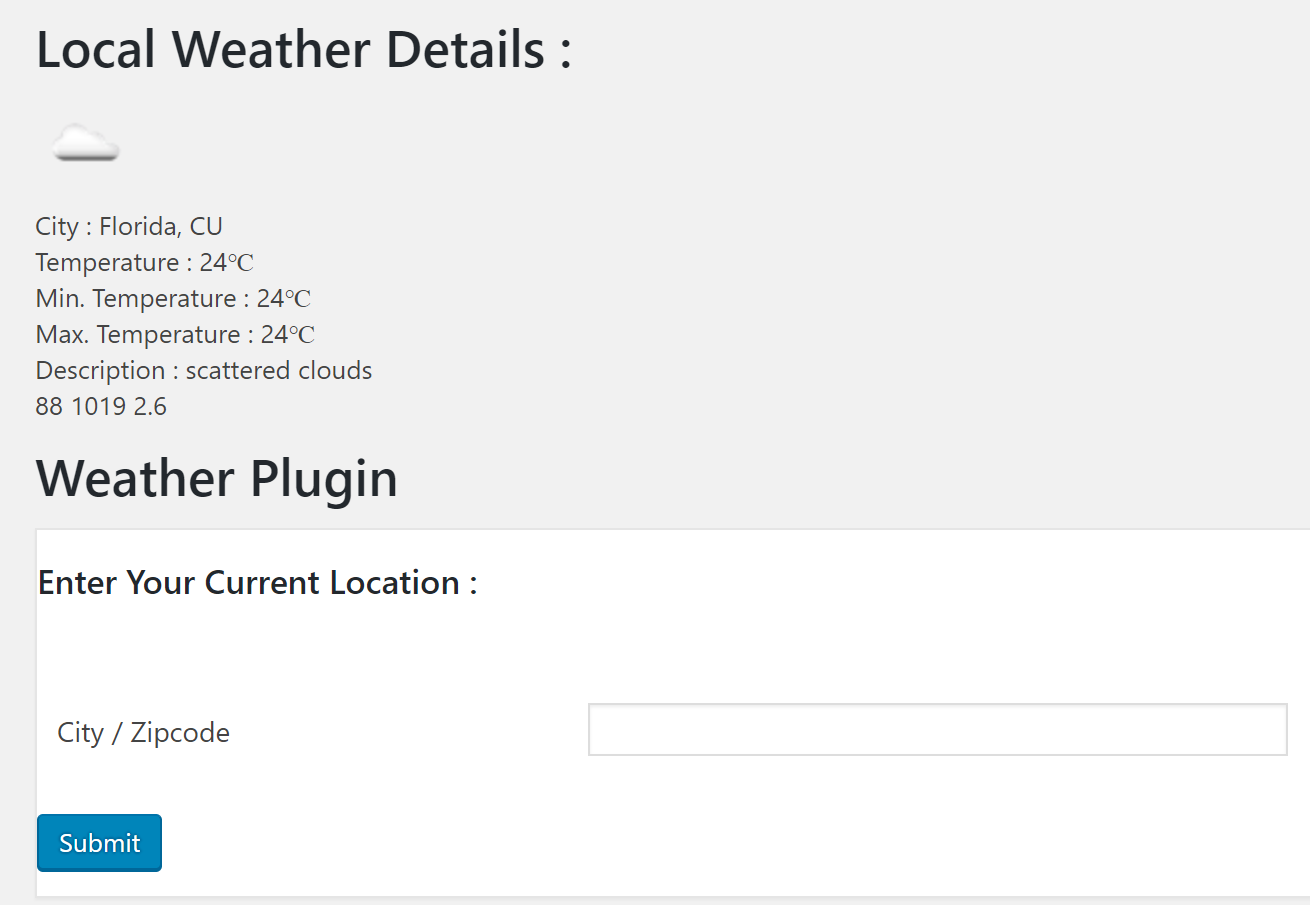 Local Weather Details :
City : Florida, CU
Temperature : 24℃
Min. Temperature : 24℃
Max. Temperature : 24℃
Description : scattered clouds
88 1019 2.6
Weather Plugin
Enter Your Current Location :
City / Zipcode
Submit